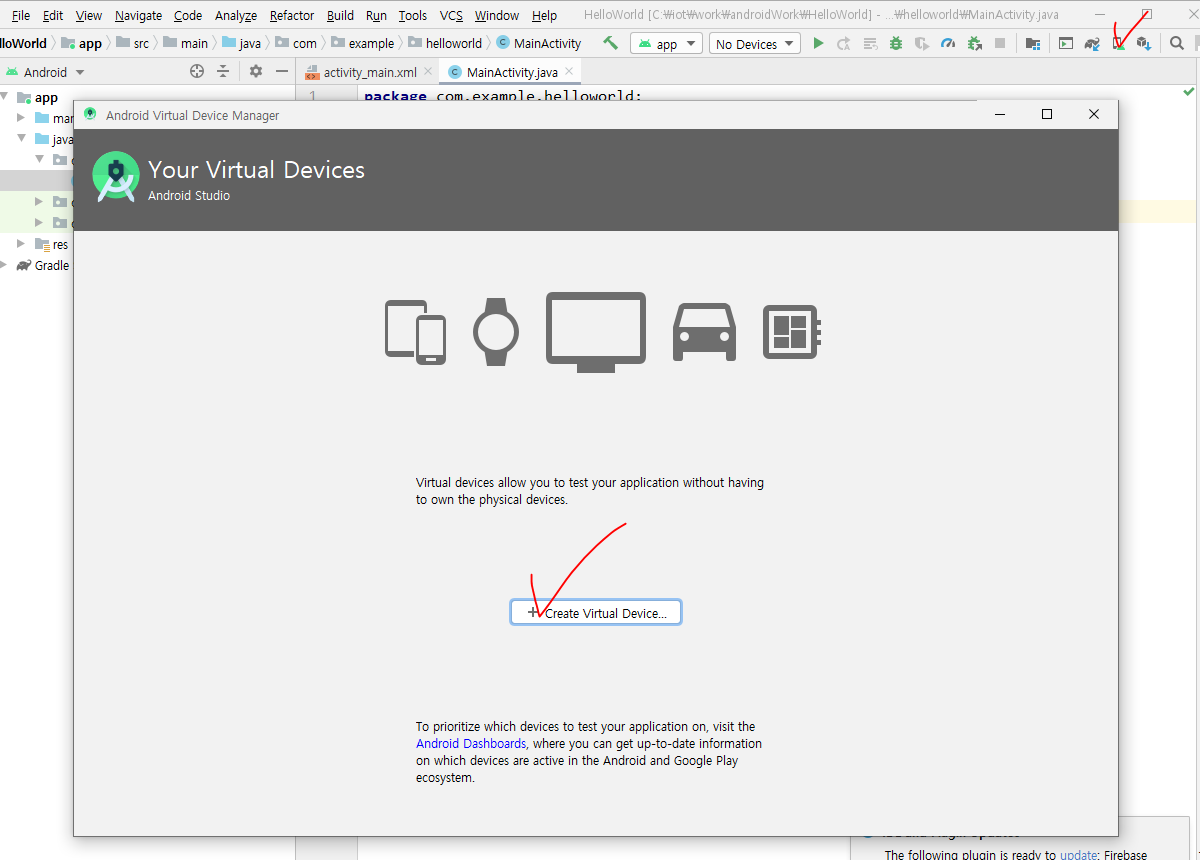 File Edit View Navigate Code Analyze Refactor Build Run Tools VCS Window Help HelloWorld [C:₩iot₩work₩androidWork₩HelloWorld] - ...₩helloworld₩MainActivity.java
lloWorld app src main java com example helloworld MainActivity app No Devices
Android activity_main.xml MainActivity.java
1 package com.example.helloworld;
app
java
res
Gradle
Android Virtual Device Manager
Your Virtual Devices
Android Studio
Virtual devices allow you to test your application without having
to own the physical devices.
+ Create Virtual Device...
To prioritize which devices to test your application on, visit the
Android Dashboards, where you can get up-to-date information
on which devices are active in the Android and Google Play
ecosystem.
The following plugin is ready to update: Firebase